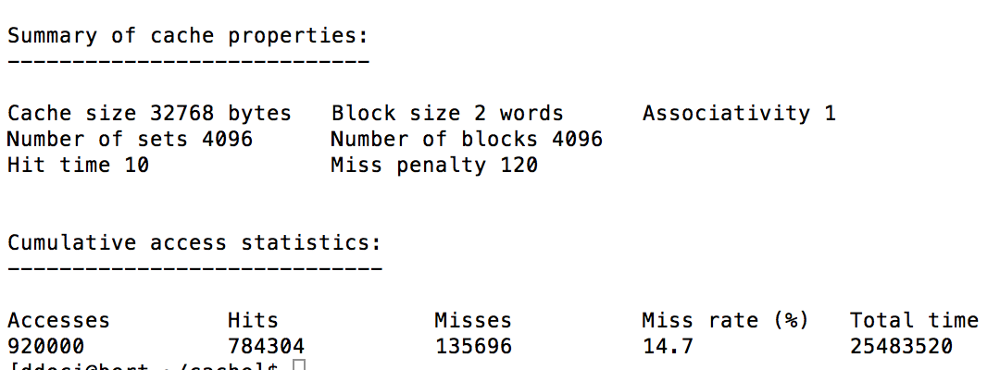 Summary of cache properties:
----------------------------
Cache size 32768 bytes   Block size 2 words      Associativity 1
Number of sets 4096      Number of blocks 4096
Hit time 10              Miss penalty 120
Cumulative access statistics:
-----------------------------
Accesses         Hits            Misses          Miss rate (%)   Total time
920000           784304          135696          14.7            25483520